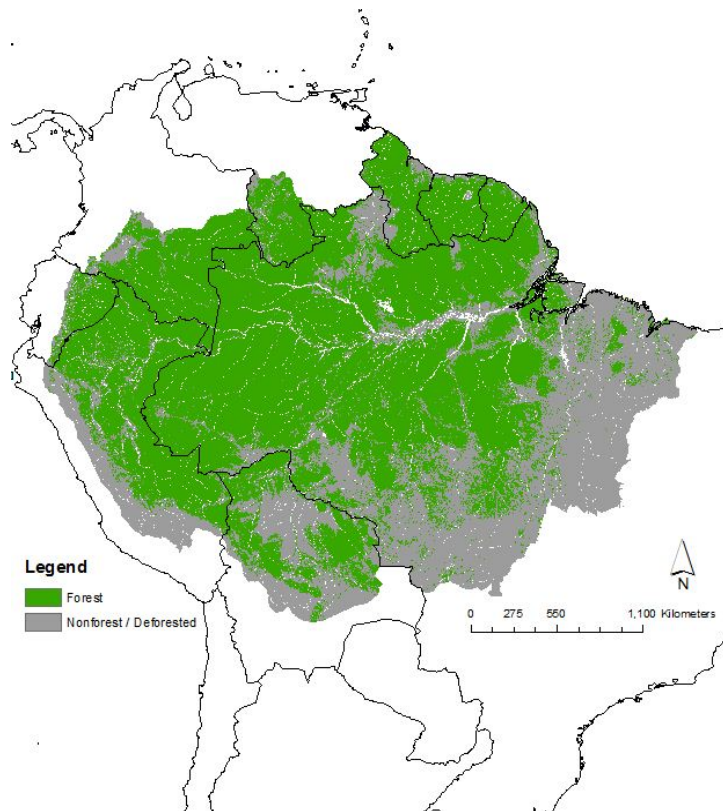 Legend
Forest
Nonforest / Deforested
N
0 275 550 1,100 Kilometers